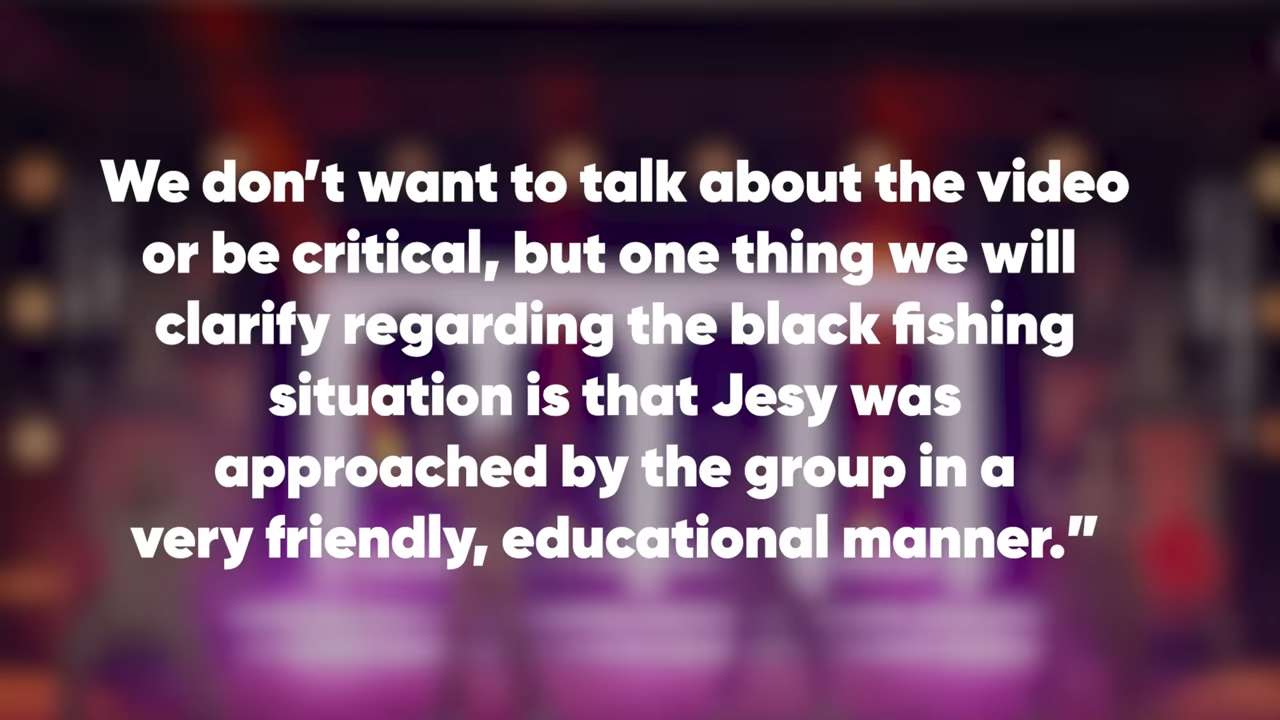 We don’t want to talk about the video
or be critical, but one thing we will
clarify regarding the black fishing
situation is that Jesy was
approached by the group in a
very friendly, educational manner.”